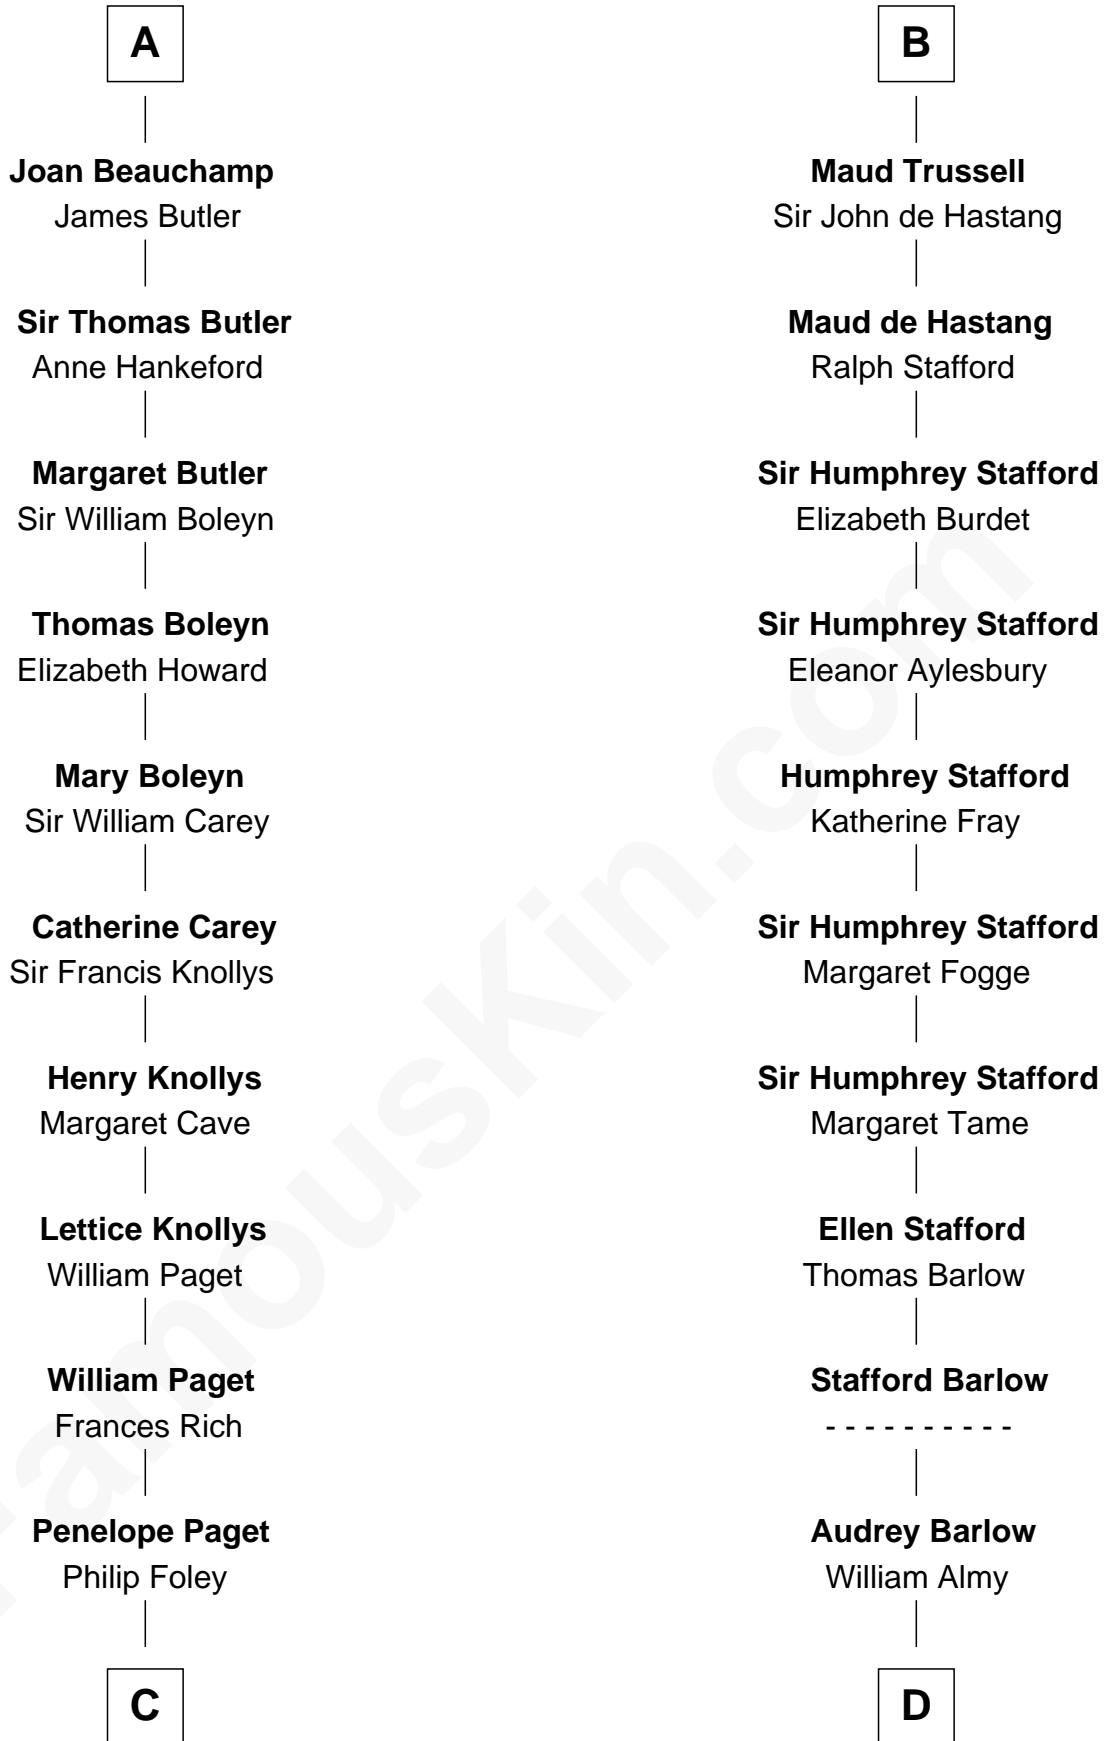 A
Joan Beauchamp
James Butler
Sir Thomas Butler
Anne Hankeford
Margaret Butler
Sir William Boleyn
Thomas Boleyn
Elizabeth Howard
Mary Boleyn
Sir William Carey
Catherine Carey
Sir Francis Knollys
Henry Knollys
Margaret Cave
Lettice Knollys
William Paget
William Paget
Frances Rich
Penelope Paget
Philip Foley
C
B
Maud Trussell
Sir John de Hastang
Maud de Hastang
Ralph Stafford
Sir Humphrey Stafford
Elizabeth Burdet
Sir Humphrey Stafford
Eleanor Aylesbury
Humphrey Stafford
Katherine Fray
Sir Humphrey Stafford
Margaret Fogge
Sir Humphrey Stafford
Margaret Tame
Ellen Stafford
Thomas Barlow
Stafford Barlow
- - - - - - - - - -
Audrey Barlow
William Almy
D
FamousKin.com